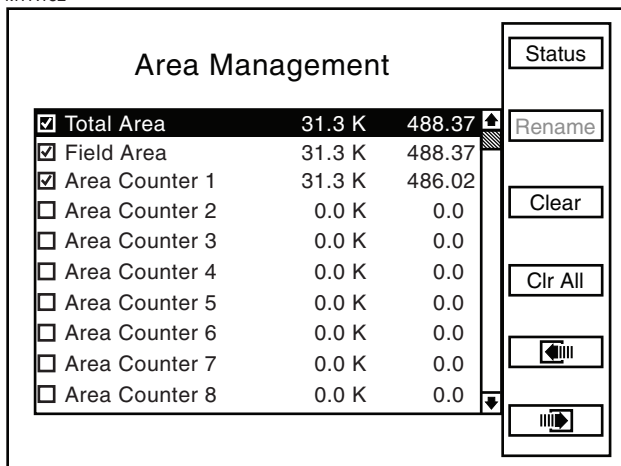 Area Management
Total Area 31.3 K 488.37
Field Area 31.3 K 488.37
Area Counter 1 31.3 K 486.02
Area Counter 2 0.0 K 0.0
Area Counter 3 0.0 K 0.0
Area Counter 4 0.0 K 0.0
Area Counter 5 0.0 K 0.0
Area Counter 6 0.0 K 0.0
Area Counter 7 0.0 K 0.0
Area Counter 8 0.0 K 0.0
Status
Rename
Clear
Clr All